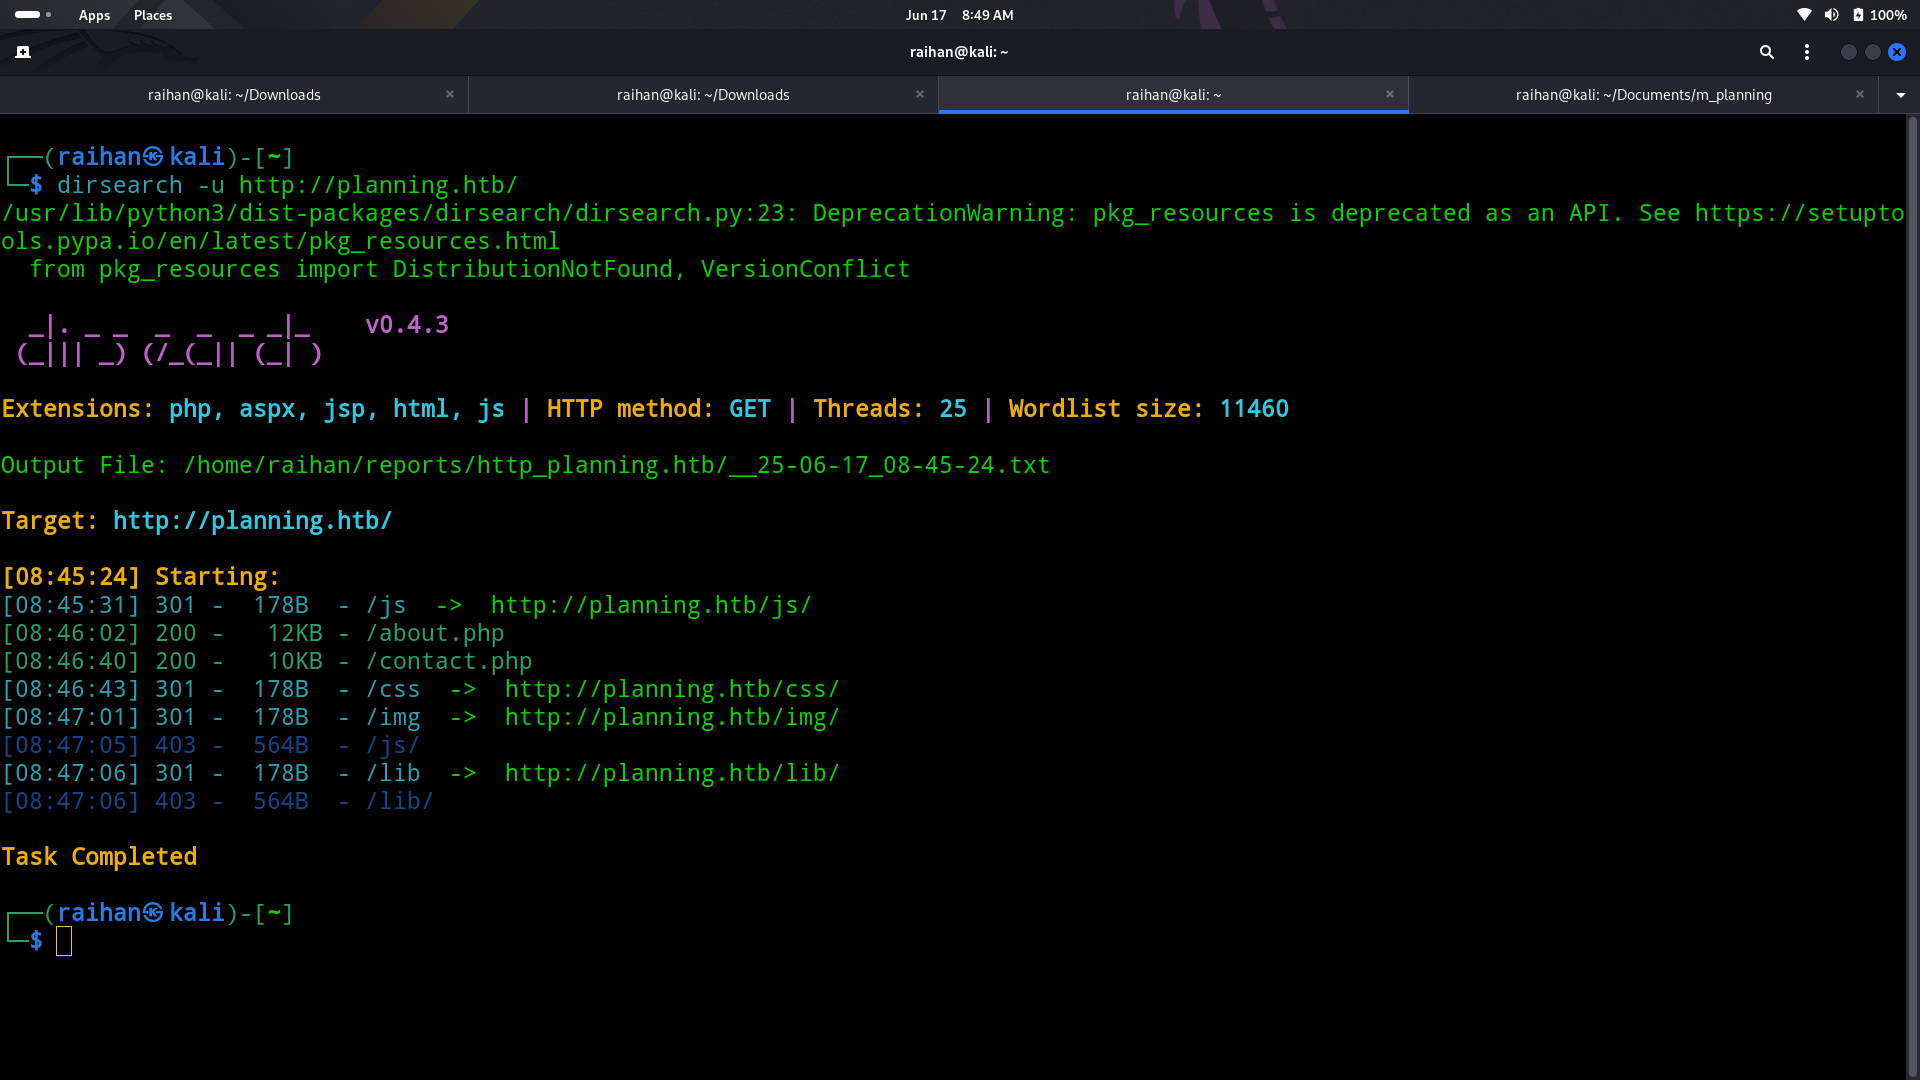 Apps Places Jun 17 8:49 AM 100%
raihan@kali: ~
raihan@kali: ~/Downloads × raihan@kali: ~/Downloads × raihan@kali: ~ × raihan@kali: ~/Documents/m_planning ×
┌──(raihan㉿kali)-[~]
└─$ dirsearch -u http://planning.htb/
/usr/lib/python3/dist-packages/dirsearch/dirsearch.py:23: DeprecationWarning: pkg_resources is deprecated as an API. See https://setupto
ols.pypa.io/en/latest/pkg_resources.html
  from pkg_resources import DistributionNotFound, VersionConflict
  _|. _ _  _  _  _ _|_    v0.4.3
 (_||| _) (/_(_|| (_| )
Extensions: php, aspx, jsp, html, js | HTTP method: GET | Threads: 25 | Wordlist size: 11460
Output File: /home/raihan/reports/http_planning.htb/__25-06-17_08-45-24.txt
Target: http://planning.htb/
[08:45:24] Starting:
[08:45:31] 301 -  178B  - /js  ->  http://planning.htb/js/
[08:46:02] 200 -   12KB - /about.php
[08:46:40] 200 -   10KB - /contact.php
[08:46:43] 301 -  178B  - /css  ->  http://planning.htb/css/
[08:47:01] 301 -  178B  - /img  ->  http://planning.htb/img/
[08:47:05] 403 -  564B  - /js/
[08:47:06] 301 -  178B  - /lib  ->  http://planning.htb/lib/
[08:47:06] 403 -  564B  - /lib/
Task Completed
┌──(raihan㉿kali)-[~]
└─$